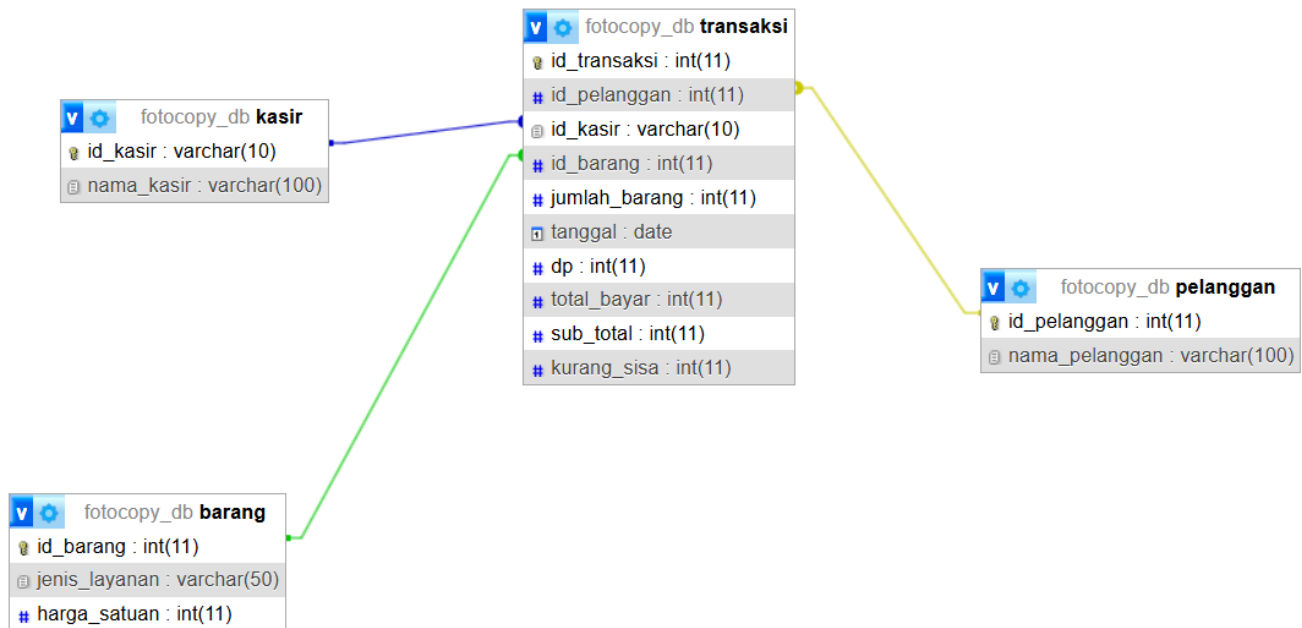 fotocopy_db transaksi
id_transaksi : int(11)
id_pelanggan : int(11)
id_kasir : varchar(10)
id_barang : int(11)
jumlah_barang : int(11)
tanggal : date
dp : int(11)
total_bayar : int(11)
sub_total : int(11)
kurang_sisa : int(11)
fotocopy_db kasir
id_kasir : varchar(10)
nama_kasir : varchar(100)
fotocopy_db pelanggan
id_pelanggan : int(11)
nama_pelanggan : varchar(100)
fotocopy_db barang
id_barang : int(11)
jenis_layanan : varchar(50)
harga_satuan : int(11)